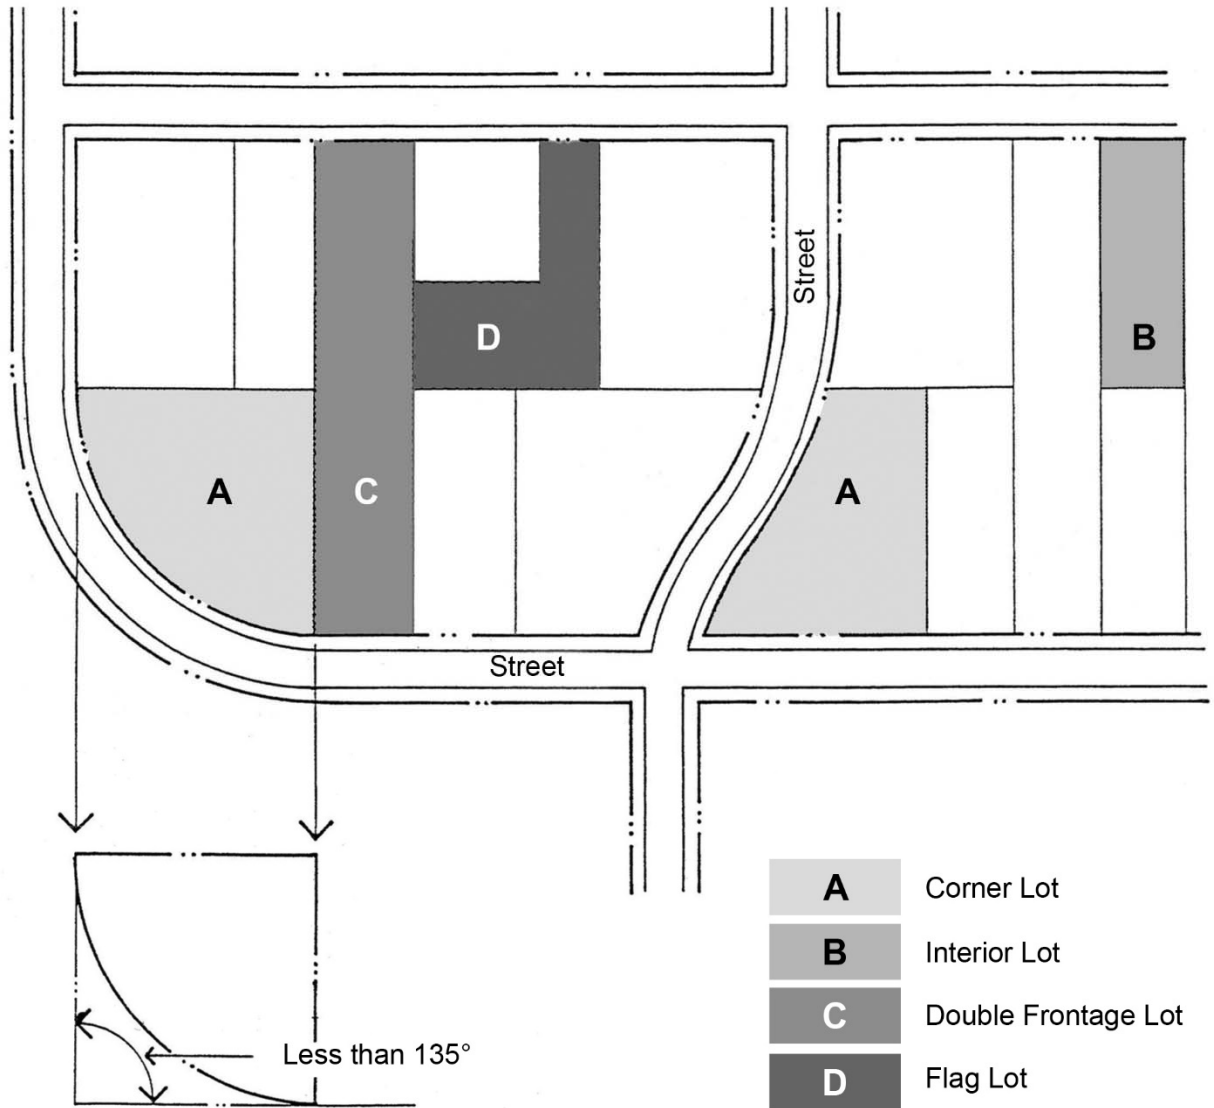 Street
D
B
A
C
A
Street
Less than 135°
A Corner Lot
B Interior Lot
C Double Frontage Lot
D Flag Lot